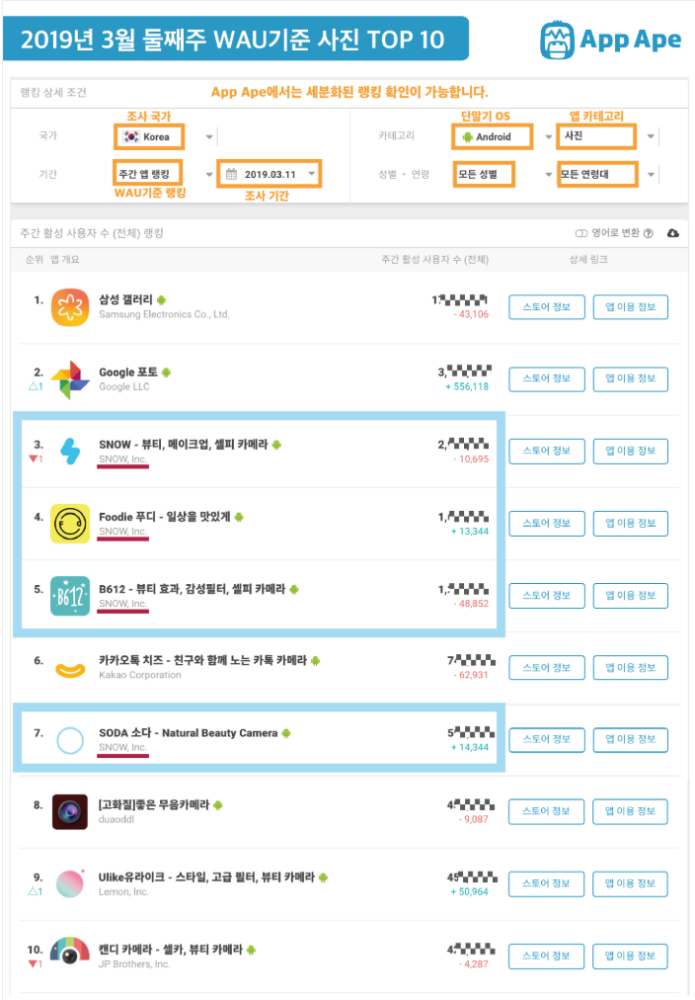 2019년 3월 둘째주 WAU기준 사진 TOP 10
App Ape
랭킹 상세 조건
App Ape에서는 세분화된 랭킹 확인이 가능합니다.
조사 국가
단말기 OS
앱 카테고리
국가
Korea
카테고리
Android
사진
기간
주간 앱 랭킹
2019.03.11
성별 · 연령
모든 성별
모든 연령대
WAU기준 랭킹
조사 기간
주간 활성 사용자 수 (전체) 랭킹
영어로 변환
순위 앱 개요
주간 활성 사용자 수 (전체)
상세 링크
1.
삼성 갤러리
Samsung Electronics Co., Ltd.
- 43,106
스토어 정보
앱 이용 정보
2.
△1
Google 포토
Google LLC
3,
+ 556,118
스토어 정보
앱 이용 정보
3.
▼1
SNOW - 뷰티, 메이크업, 셀피 카메라
SNOW, Inc.
2,
- 10,695
스토어 정보
앱 이용 정보
4.
Foodie 푸디 - 일상을 맛있게
SNOW, Inc.
1,
+ 13,344
스토어 정보
앱 이용 정보
5.
B612
B612 - 뷰티 효과, 감성필터, 셀피 카메라
SNOW, Inc.
1,
- 48,852
스토어 정보
앱 이용 정보
6.
카카오톡 치즈 - 친구와 함께 노는 카톡 카메라
Kakao Corporation
- 62,931
스토어 정보
앱 이용 정보
7.
SODA 소다 - Natural Beauty Camera
SNOW, Inc.
+ 14,344
스토어 정보
앱 이용 정보
8.
[고화질]좋은 무음카메라
duaoddl
- 9,087
스토어 정보
앱 이용 정보
9.
△1
Ulike유라이크 - 스타일, 고급 필터, 뷰티 카메라
Lemon, Inc.
+ 50,964
스토어 정보
앱 이용 정보
10.
▼1
캔디 카메라 - 셀카, 뷰티 카메라
JP Brothers, Inc.
- 4,287
스토어 정보
앱 이용 정보